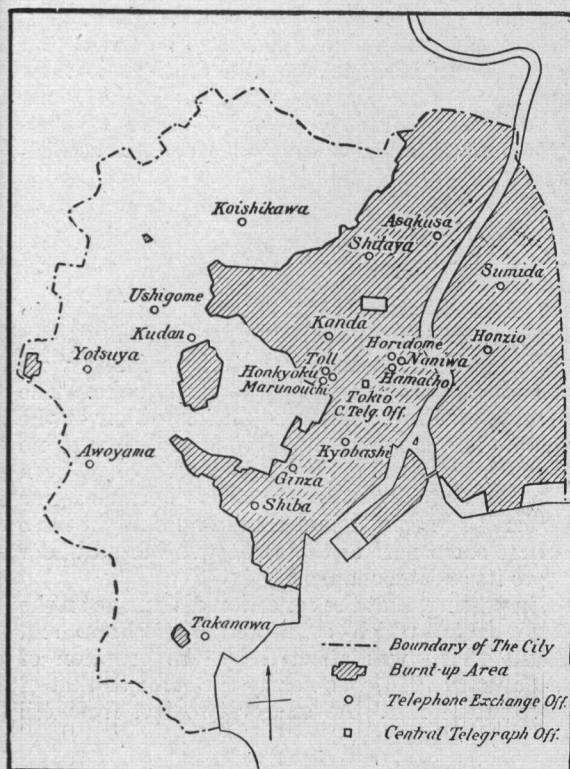 Koishikawa
Asakusa
Shitaya
Sumida
Ushigome
Kudan
Kanda
Horidome
Naniwa
Honzio
Yotsuya
Toll
Honkyoku
Marunouchi
Hamacho
Tokio
C. Telg. Off.
Awoyama
Kyobashi
Ginza
Shiba
Takanawa
Boundary of The City
Burnt-up Area
Telephone Exchange Off.
Central Telegraph Off.